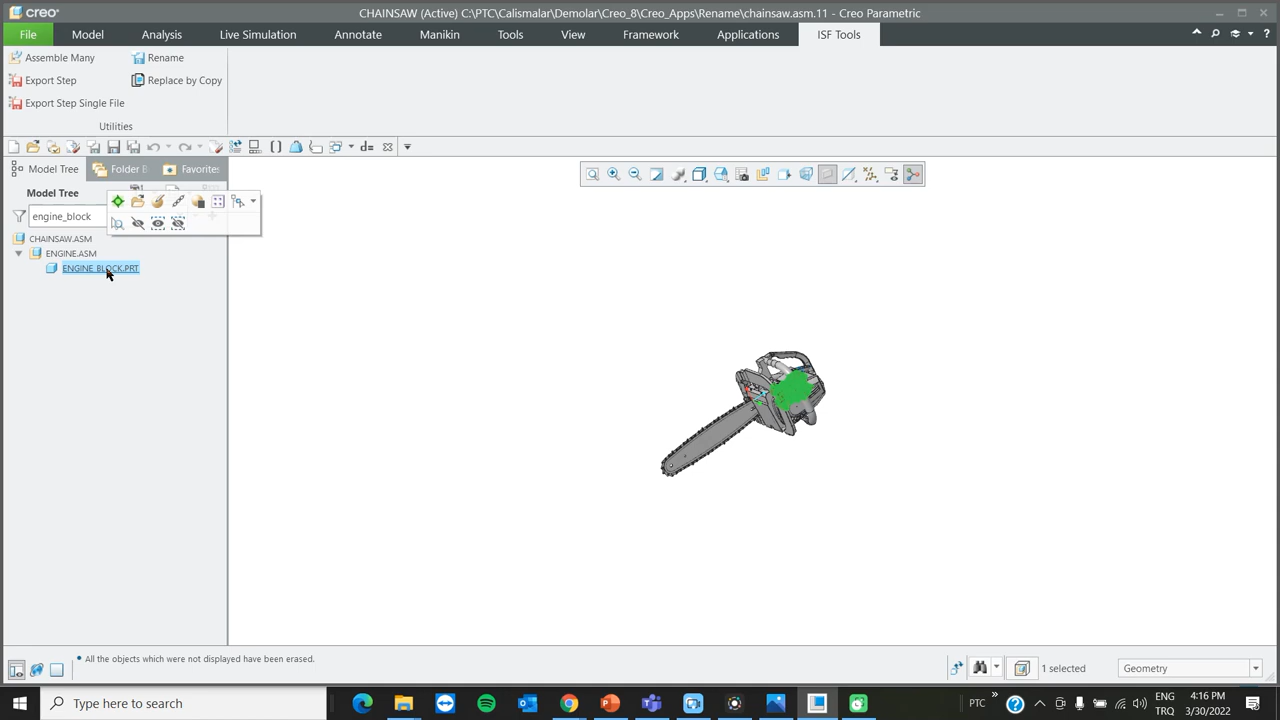 creo
CHAINSAW (Active) C:\PTC\Calismalar\Demolar\Creo_8\Creo_Apps\Rename\chainsaw.asm.11 - Creo Parametric
File
Model
Analysis
Live Simulation
Annotate
Manikin
Tools
View
Framework
Applications
ISF Tools
Assemble Many
Rename
Export Step
Replace by Copy
Export Step Single File
Utilities
Model Tree
Folder B
Favorites
Model Tree
engine_block
CHAINSAW.ASM
ENGINE.ASM
ENGINE_BLOCK.PRT
All the objects which were not displayed have been erased.
1 selected
Geometry
Type here to search
PTC
ENG
TRQ
4:16 PM
3/30/2022